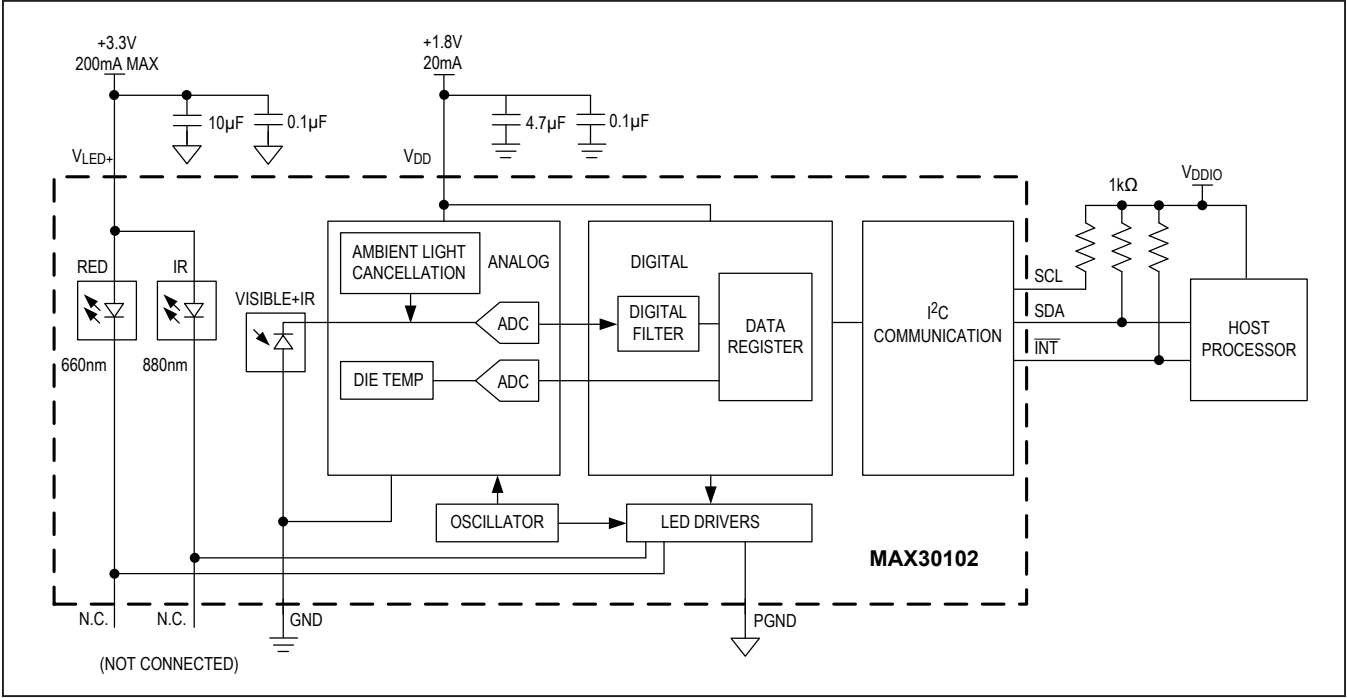 +3.3V
200mA MAX
+1.8V
20mA
10µF
0.1µF
4.7µF
0.1µF
VLED+
VDD
1kΩ
VDDIO
RED
IR
660nm
880nm
VISIBLE+IR
AMBIENT LIGHT
CANCELLATION
ANALOG
ADC
DIE TEMP
ADC
DIGITAL
DIGITAL
FILTER
DATA
REGISTER
I2C
COMMUNICATION
SCL
SDA
INT
HOST
PROCESSOR
OSCILLATOR
LED DRIVERS
MAX30102
N.C.
N.C.
GND
PGND
(NOT CONNECTED)